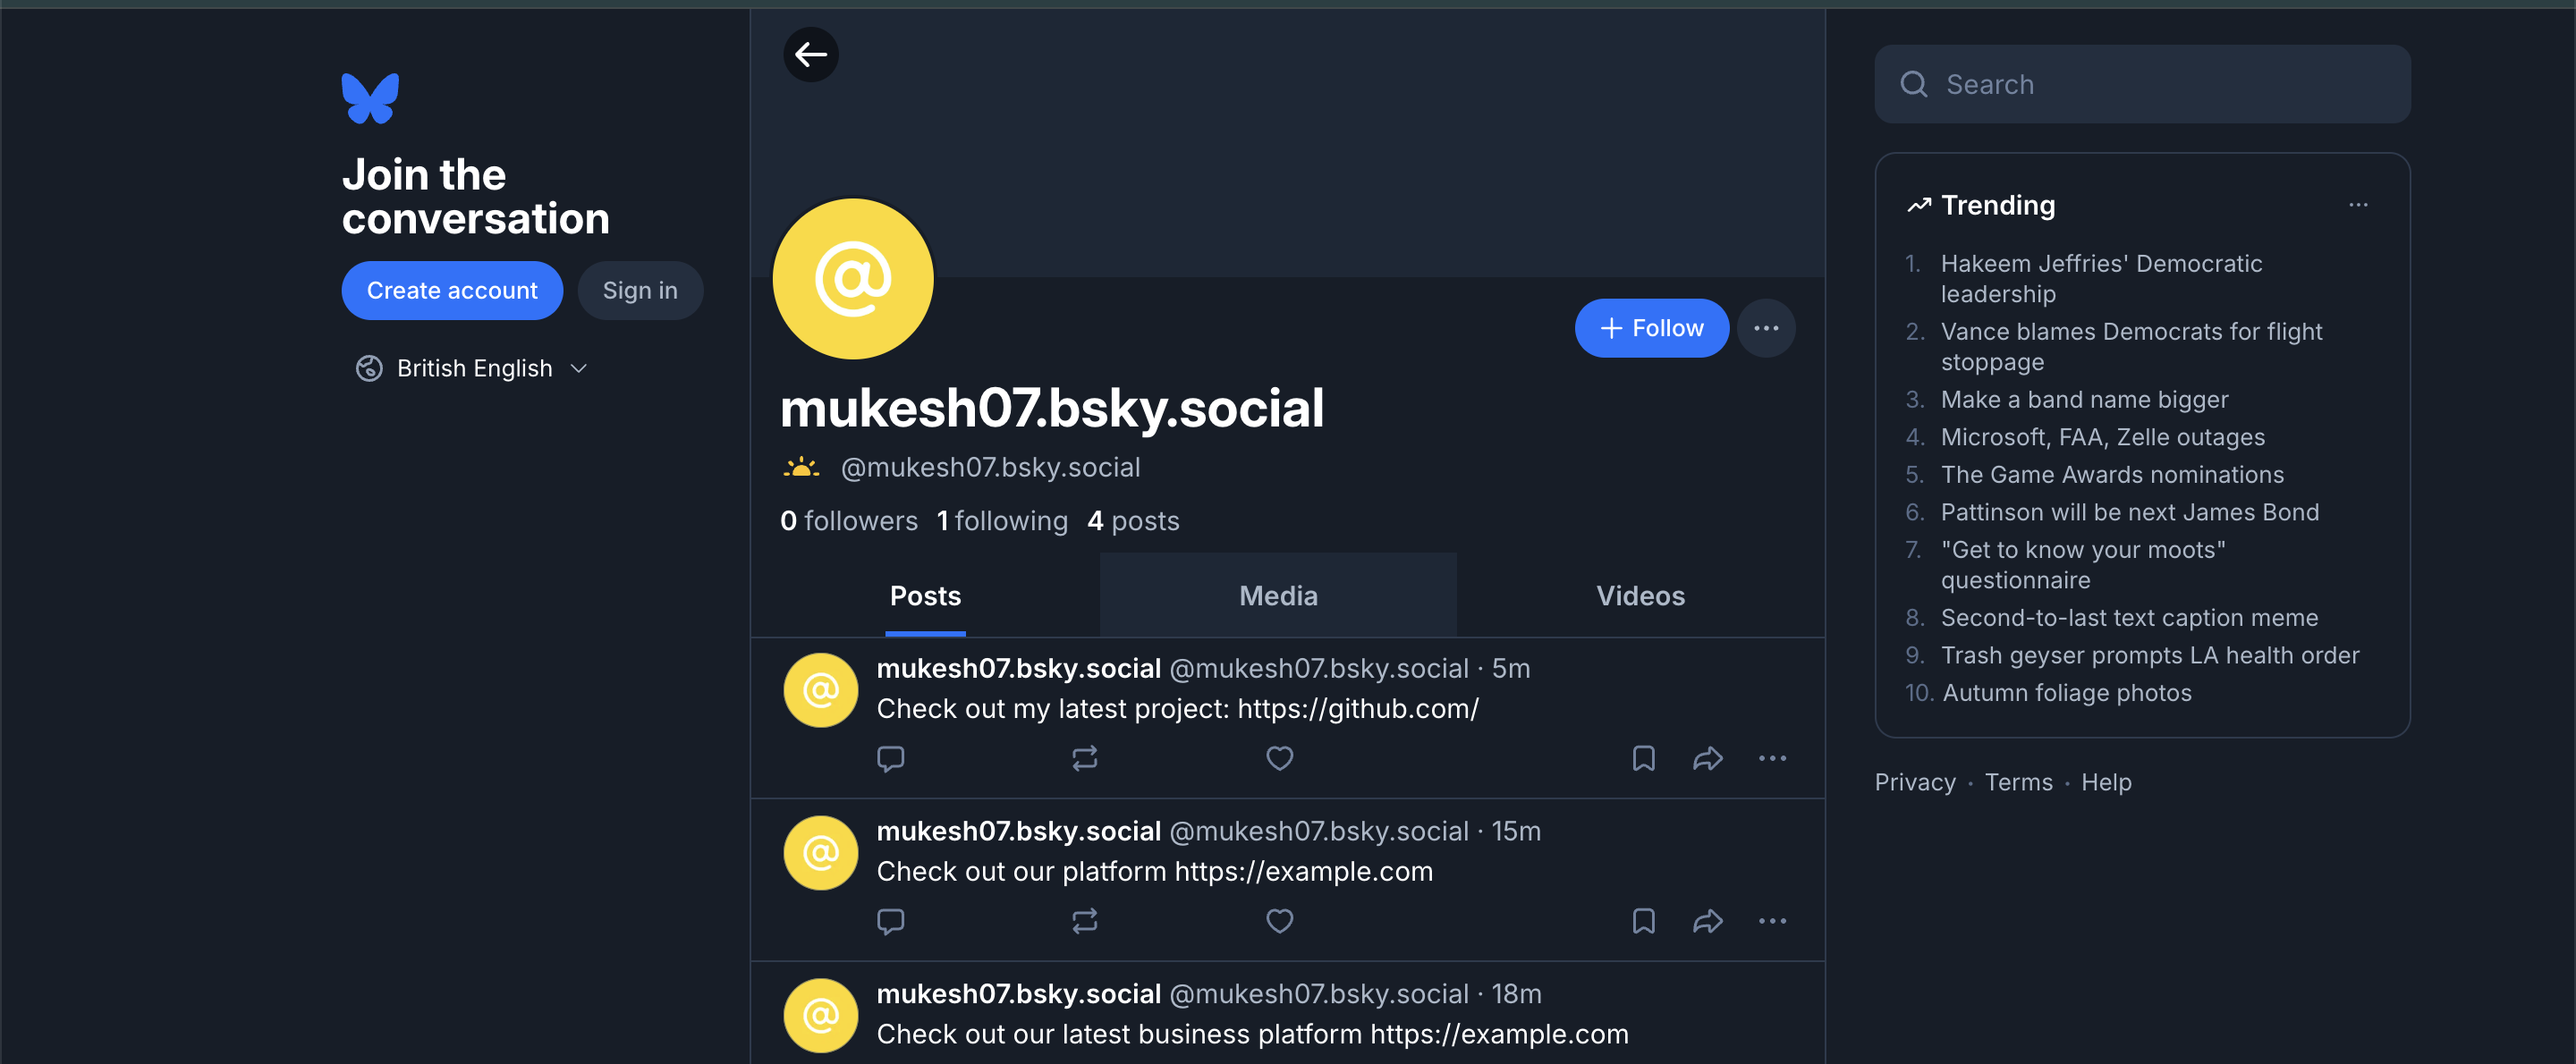 Join the
conversation
Create account
Sign in
British English
+ Follow
mukesh07.bsky.social
@mukesh07.bsky.social
0 followers 1 following 4 posts
Posts
Media
Videos
mukesh07.bsky.social @mukesh07.bsky.social · 5m
Check out my latest project: https://github.com/
mukesh07.bsky.social @mukesh07.bsky.social · 15m
Check out our platform https://example.com
mukesh07.bsky.social @mukesh07.bsky.social · 18m
Check out our latest business platform https://example.com
Search
Trending
1. Hakeem Jeffries' Democratic
leadership
2. Vance blames Democrats for flight
stoppage
3. Make a band name bigger
4. Microsoft, FAA, Zelle outages
5. The Game Awards nominations
6. Pattinson will be next James Bond
7. "Get to know your moots"
questionnaire
8. Second-to-last text caption meme
9. Trash geyser prompts LA health order
10. Autumn foliage photos
Privacy · Terms · Help